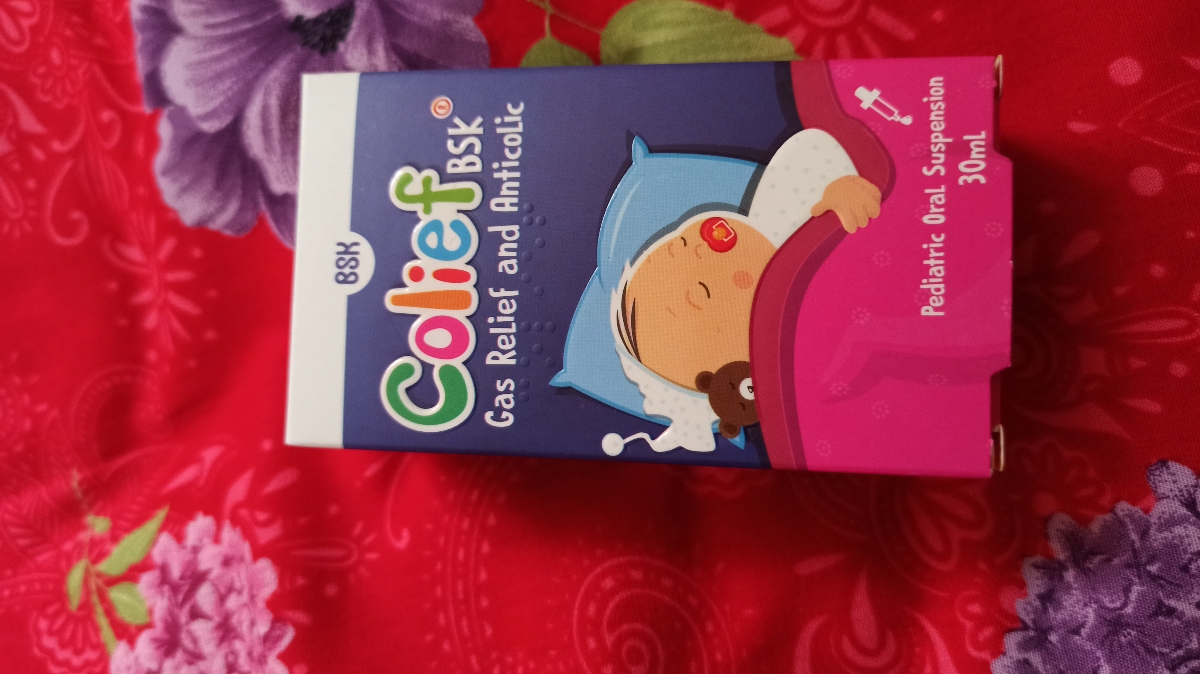 BSK
Colief BSK®
Gas Relief and Anticolic
Pediatric Oral Suspension
30mL